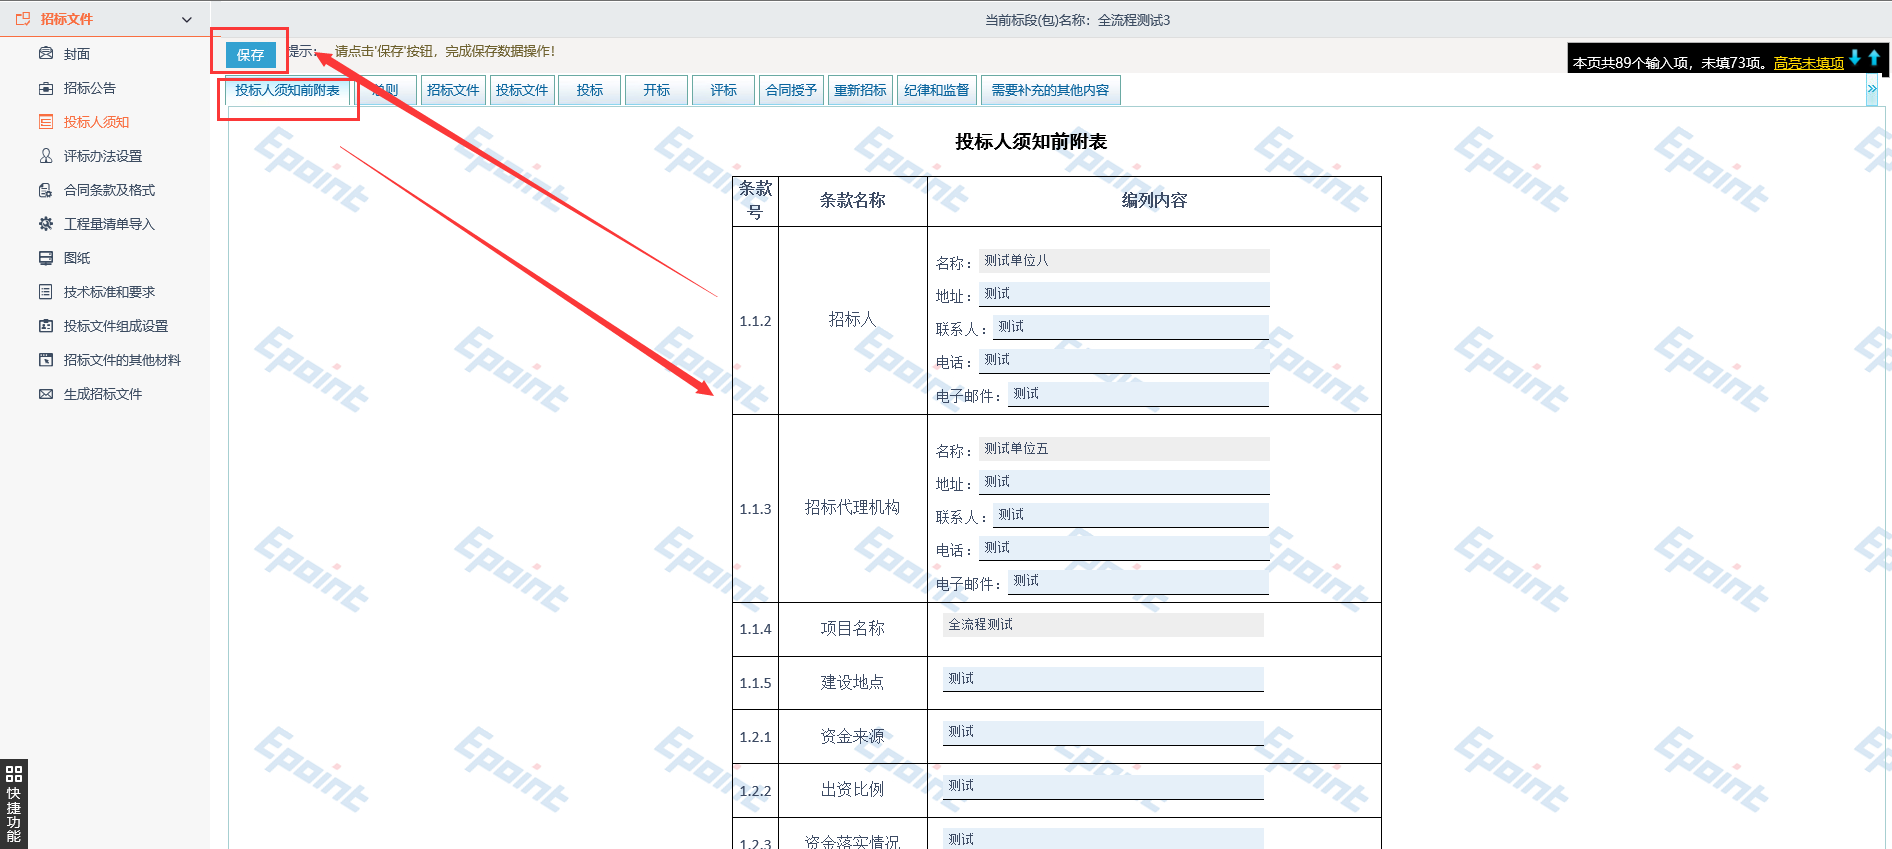 招标文件
当前标段(包)名称：全流程测试3
封面
招标公告
投标人须知
评标办法设置
合同条款及格式
工程量清单导入
图纸
技术标准和要求
投标文件组成设置
招标文件的其他材料
生成招标文件
快捷功能
保存 提示： 请点击'保存'按钮，完成保存数据操作!
本页共89个输入项，未填73项。高亮未填项
投标人须知前附表 总则 招标文件 投标文件 投标 开标 评标 合同授予 重新招标 纪律和监督 需要补充的其他内容
投标人须知前附表
条款号 条款名称 编列内容
1.1.2 招标人
名称： 测试单位八
地址： 测试
联系人： 测试
电话： 测试
电子邮件： 测试
1.1.3 招标代理机构
名称： 测试单位五
地址： 测试
联系人： 测试
电话： 测试
电子邮件： 测试
1.1.4 项目名称 全流程测试
1.1.5 建设地点 测试
1.2.1 资金来源 测试
1.2.2 出资比例 测试
1.2.3 资金落实情况 测试
Epoint